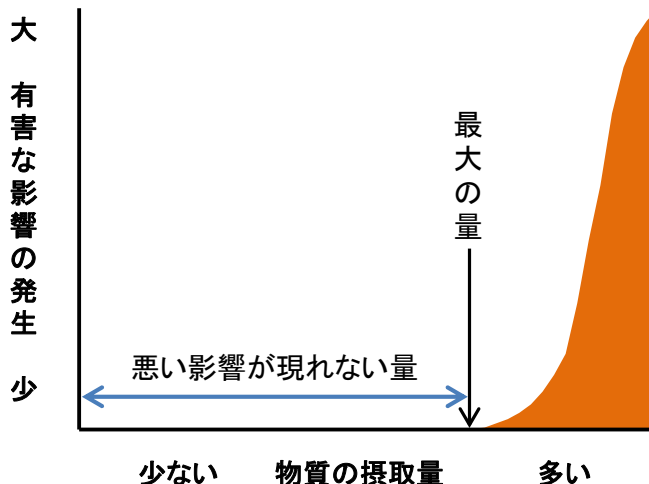 大 有害な影響の発生 少
最大の量
悪い影響が現れない量
少ない 物質の摂取量 多い